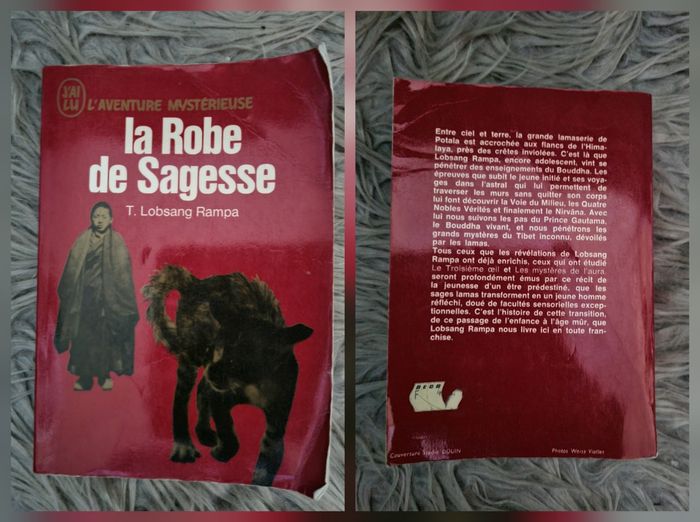 J'AI
LU
L'AVENTURE MYSTÉRIEUSE
la Robe
de Sagesse
T. Lobsang Rampa
Entre ciel et terre, la grande lamaserie de
Potala est accrochée aux flancs de l'Hima-
laya, près des crêtes inviolées. C'est là que
Lobsang Rampa, encore adolescent, vint se
pénétrer des enseignements du Bouddha. Les
épreuves que subit le jeune initié et ses voya-
ges dans l'astral qui lui permettent de
traverser les murs sans quitter son corps
lui font découvrir la Voie du Milieu, les Quatre
Nobles Vérités et finalement le Nirvâna. Avec
lui nous suivons les pas du Prince Gautama,
le Bouddha vivant, et nous pénétrons les
grands mystères du Tibet inconnu, dévoilés
par les lamas.
Tous ceux que les révélations de Lobsang
Rampa ont déjà enrichis, ceux qui ont étudié
Le Troisième œil et Les mystères de l'aura,
seront profondément émus par ce récit de
la jeunesse d'un être prédestiné, que les
sages lamas transforment en un jeune homme
réfléchi, doué de facultés sensorielles excep-
tionnelles. C'est l'histoire de cette transition,
de ce passage de l'enfance à l'âge mûr, que
Lobsang Rampa nous livre ici en toute fran-
chise.
Couverture Studio DOUIN
Photos Weiss Viollet